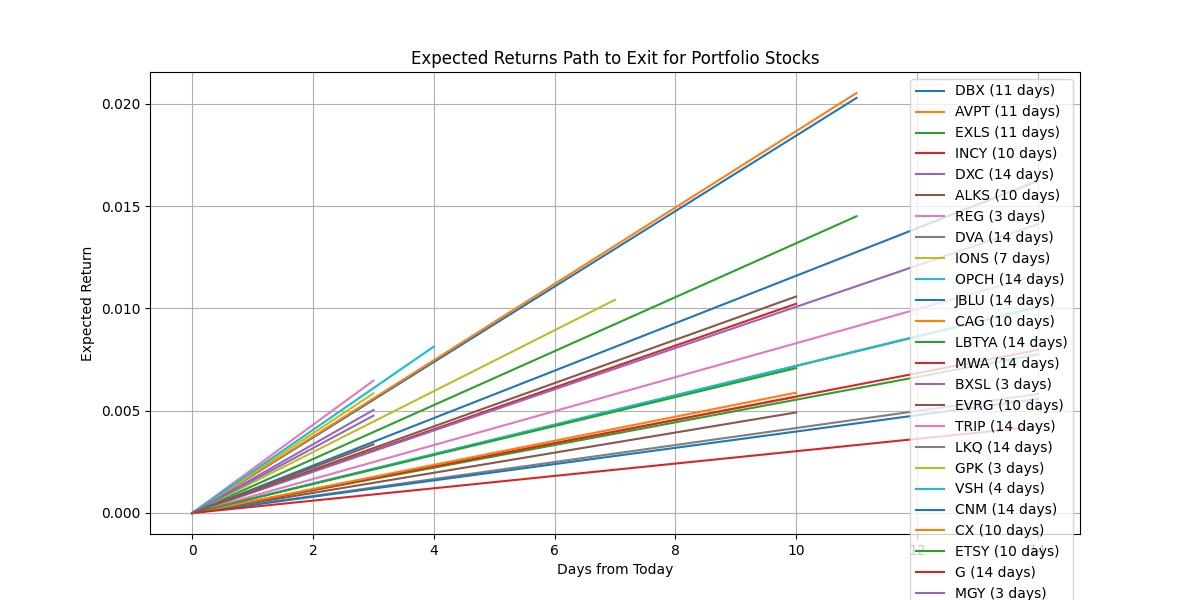 Expected Returns Path to Exit for Portfolio Stocks
Expected Return
0.020
0.015
0.010
0.005
0.000
0
2
4
6
8
10
12
Days from Today
DBX (11 days)
AVPT (11 days)
EXLS (11 days)
INCY (10 days)
DXC (14 days)
ALKS (10 days)
REG (3 days)
DVA (14 days)
IONS (7 days)
OPCH (14 days)
JBLU (14 days)
CAG (10 days)
LBTYA (14 days)
MWA (14 days)
BXSL (3 days)
EVRG (10 days)
TRIP (14 days)
LKQ (14 days)
GPK (3 days)
VSH (4 days)
CNM (14 days)
CX (10 days)
ETSY (10 days)
G (14 days)
MGY (3 days)